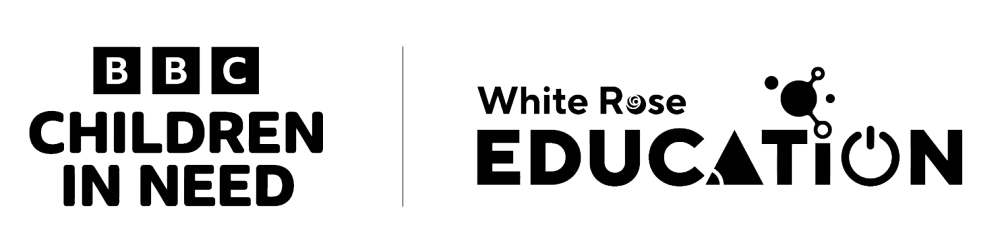 BBC
CHILDREN
IN NEED
White Rose
EDUCATION